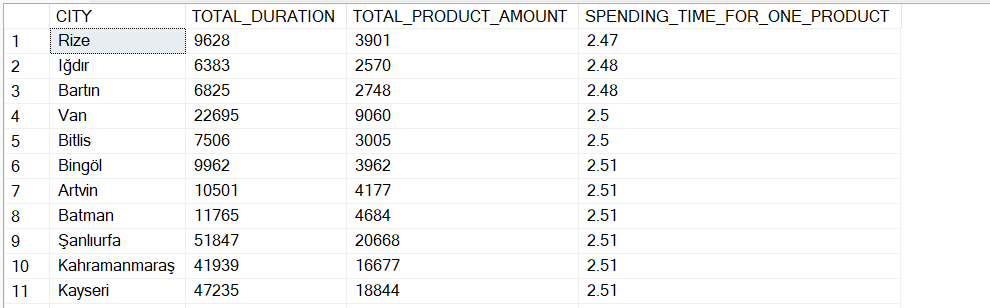 CITY TOTAL_DURATION TOTAL_PRODUCT_AMOUNT SPENDING_TIME_FOR_ONE_PRODUCT
1 Rize 9628 3901 2.47
2 Iğdır 6383 2570 2.48
3 Bartın 6825 2748 2.48
4 Van 22695 9060 2.5
5 Bitlis 7506 3005 2.5
6 Bingöl 9962 3962 2.51
7 Artvin 10501 4177 2.51
8 Batman 11765 4684 2.51
9 Şanlıurfa 51847 20668 2.51
10 Kahramanmaraş 41939 16677 2.51
11 Kayseri 47235 18844 2.51